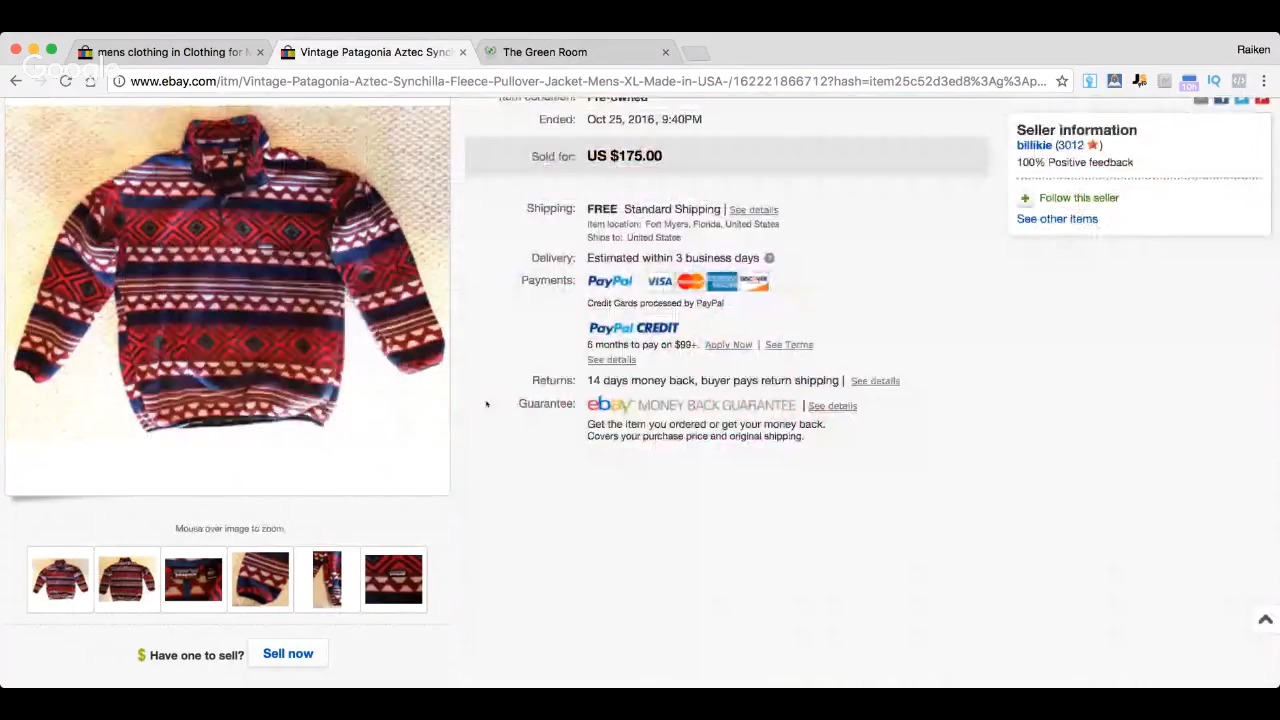 mens clothing in Clothing for M
Vintage Patagonia Aztec Synch
The Green Room
Raiken
Google
www.ebay.com/itm/Vintage-Patagonia-Aztec-Synchilla-Fleece-Pullover-Jacket-Mens-XL-Made-in-USA-/162221866712?hash=item25c52d3ed8%3Ag%3Ap...
10h
IQ
Item condition: Pre-owned
Ended: Oct 25, 2016, 9:40PM
Sold for: US $175.00
Shipping: FREE Standard Shipping | See details
Item location: Fort Myers, Florida, United States
Ships to: United States
Delivery: Estimated within 3 business days
Payments: PayPal VISA
Credit Cards processed by PayPal
PayPal CREDIT
6 months to pay on $99+. Apply Now | See Terms
See details
Returns: 14 days money back, buyer pays return shipping | See details
Guarantee: ebay MONEY BACK GUARANTEE | See details
Get the item you ordered or get your money back.
Covers your purchase price and original shipping.
Seller information
billikie (3012 )
100% Positive feedback
Follow this seller
See other items
Mouse over image to zoom
$ Have one to sell? Sell now